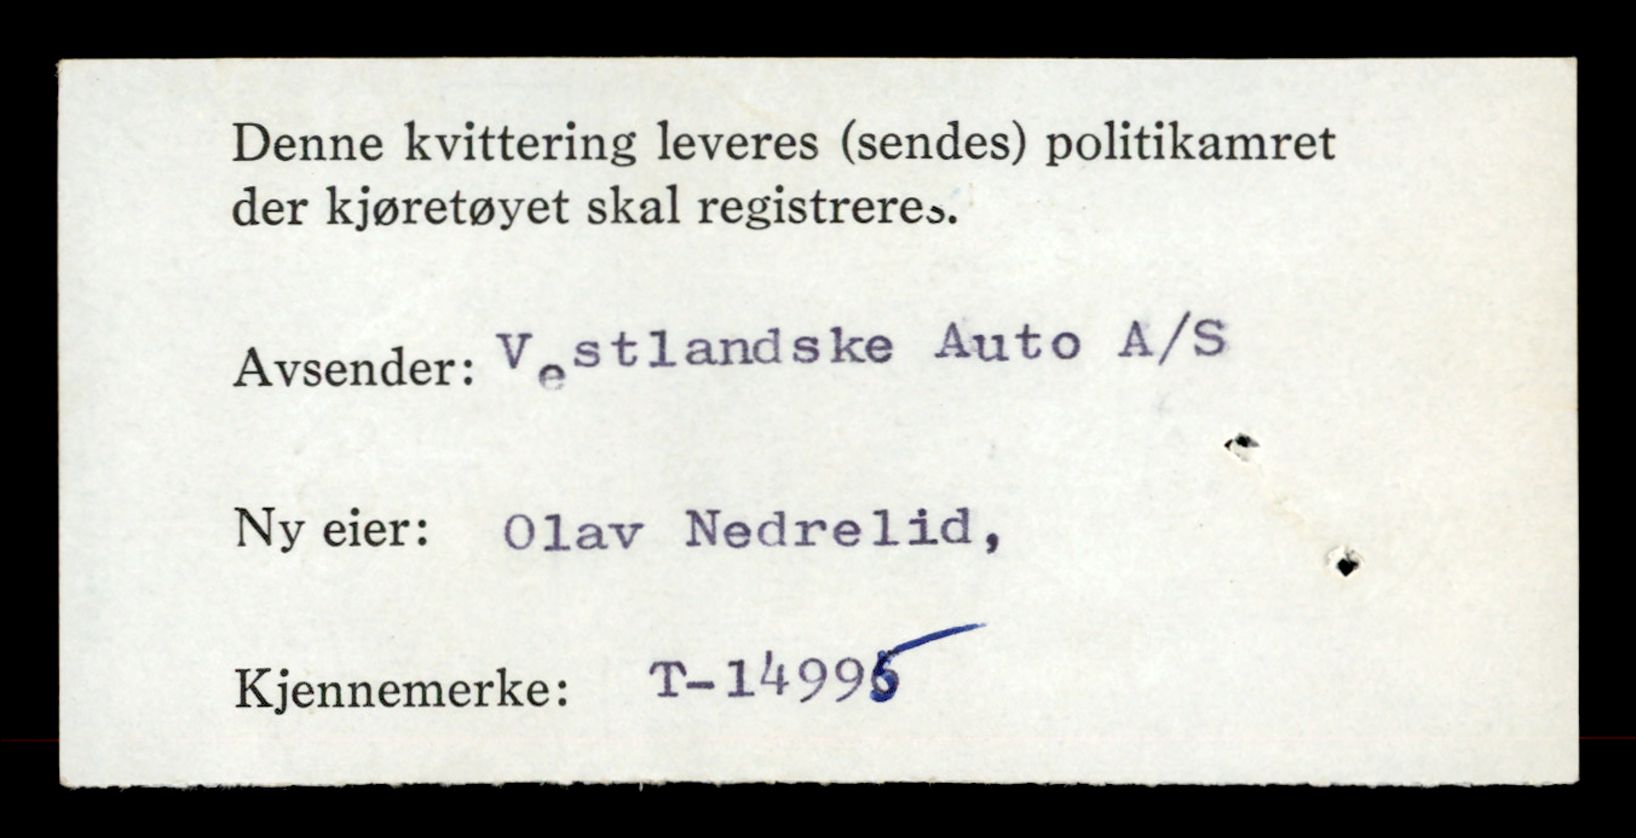 Denne kvittering leveres (sendes) politikamret
der kjøretøyet skal registreres.
Avsender: Vestlandske Auto A/S
Ny eier: Olav Nedrelid,
Kjennemerke: T-14995